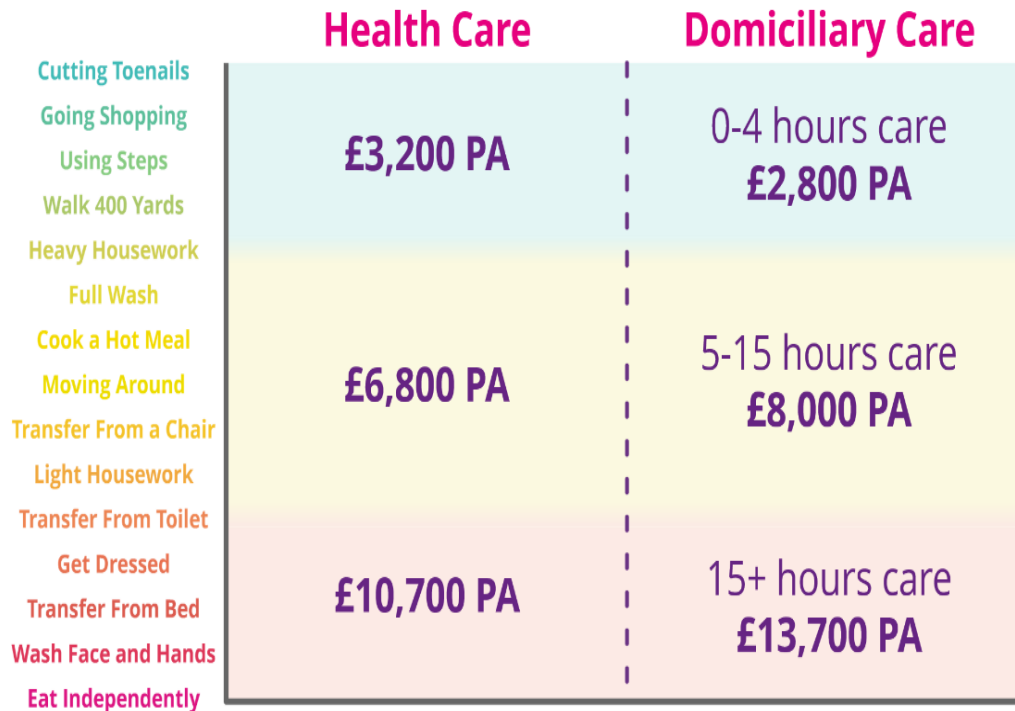 Health Care
Domiciliary Care
Cutting Toenails
Going Shopping
Using Steps
Walk 400 Yards
Heavy Housework
Full Wash
Cook a Hot Meal
Moving Around
Transfer From a Chair
Light Housework
Transfer From Toilet
Get Dressed
Transfer From Bed
Wash Face and Hands
Eat Independently
£3,200 PA
0-4 hours care
£2,800 PA
£6,800 PA
5-15 hours care
£8,000 PA
£10,700 PA
15+ hours care
£13,700 PA